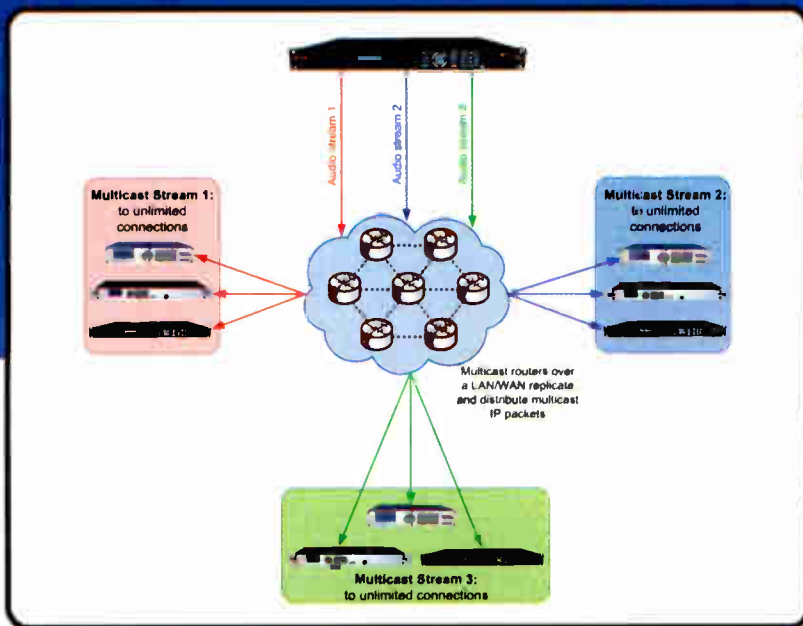 Audio stream 1
Audio stream 2
Audio stream 3
Multicast Stream 1:
to unlimited
connections
Multicast Stream 2:
to unlimited
connections
Multicast routers over
a LAN/WAN replicate
and distribute multicast
IP packets
Multicast Stream 3:
to unlimited connections